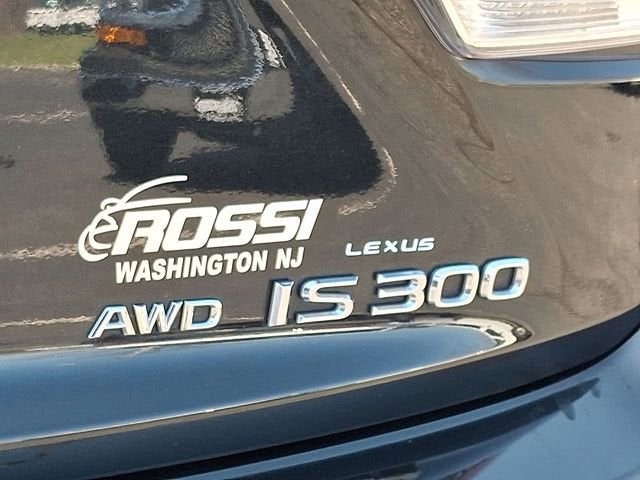 ROSSI
WASHINGTON NJ
LEXUS
AWD IS 300